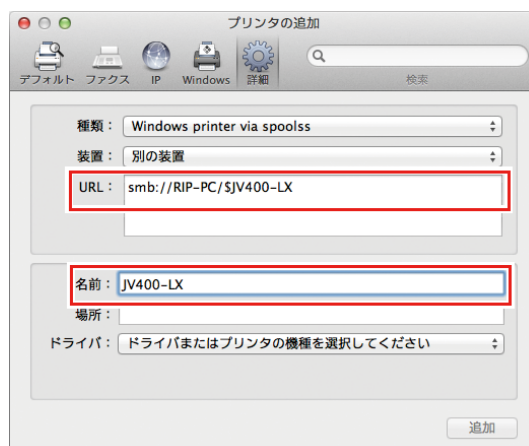 プリンタの追加
デフォルト ファクス IP Windows 詳細 検索
種類： Windows printer via spoolss
装置： 別の装置
URL： smb://RIP-PC/$JV400-LX
名前： JV400-LX
場所：
ドライバ： ドライバまたはプリンタの機種を選択してください
追加